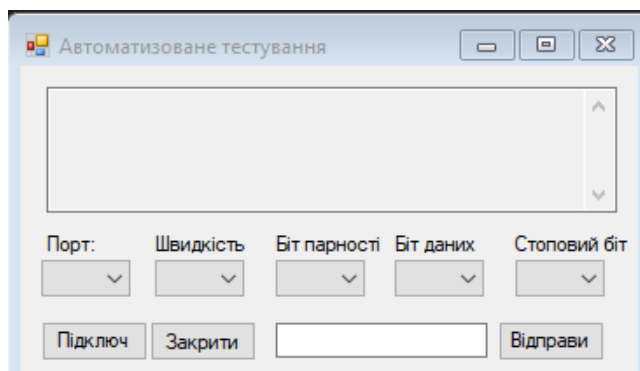 Автоматизоване тестування
Порт: Швидкість Біт парності Біт даних Стоповий біт
Підключ Закрити Відправи